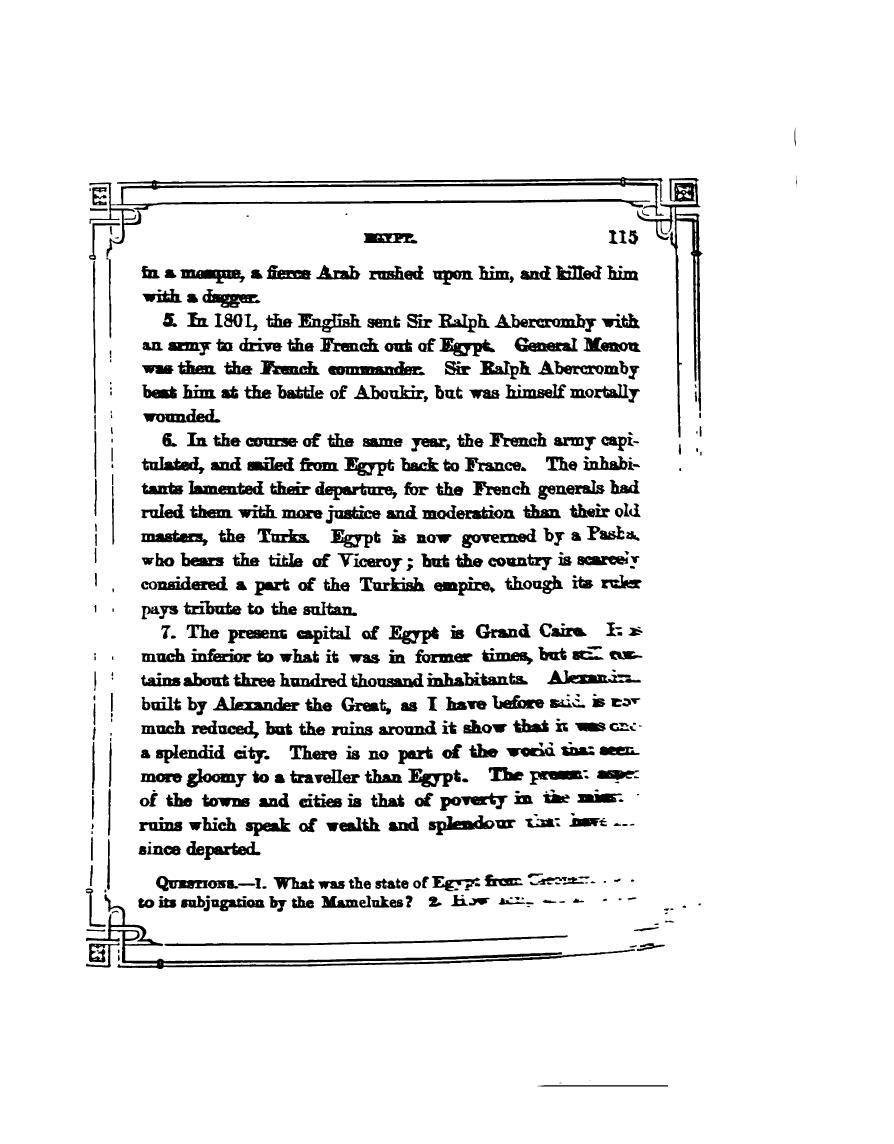 EGYPT. 115
in a mosque, a fierce Arab rushed upon him, and killed him
with a dagger.
5. In 1801, the English sent Sir Ralph Abercromby with
an army to drive the French out of Egypt. General Menou
was then the French commander. Sir Ralph Abercromby
beat him at the battle of Aboukir, but was himself mortally
wounded.
6. In the course of the same year, the French army capi-
tulated, and sailed from Egypt back to France. The inhabi-
tants lamented their departure, for the French generals had
ruled them with more justice and moderation than their old
masters, the Turks. Egypt is now governed by a Pasha,
who bears the title of Viceroy; but the country is scarcely
considered a part of the Turkish empire, though its ruler
pays tribute to the sultan.
7. The present capital of Egypt is Grand Cairo. It is
much inferior to what it was in former times, but still con-
tains about three hundred thousand inhabitants. Alexandria,
built by Alexander the Great, as I have before said, is now
much reduced, but the ruins around it show that it was once
a splendid city. There is no part of the world that seems
more gloomy to a traveller than Egypt. The present aspect
of the towns and cities is that of poverty in the midst
ruins which speak of wealth and splendour that have
since departed.
QUESTIONS.—1. What was the state of Egypt from
to its subjugation by the Mamelukes? 2. How